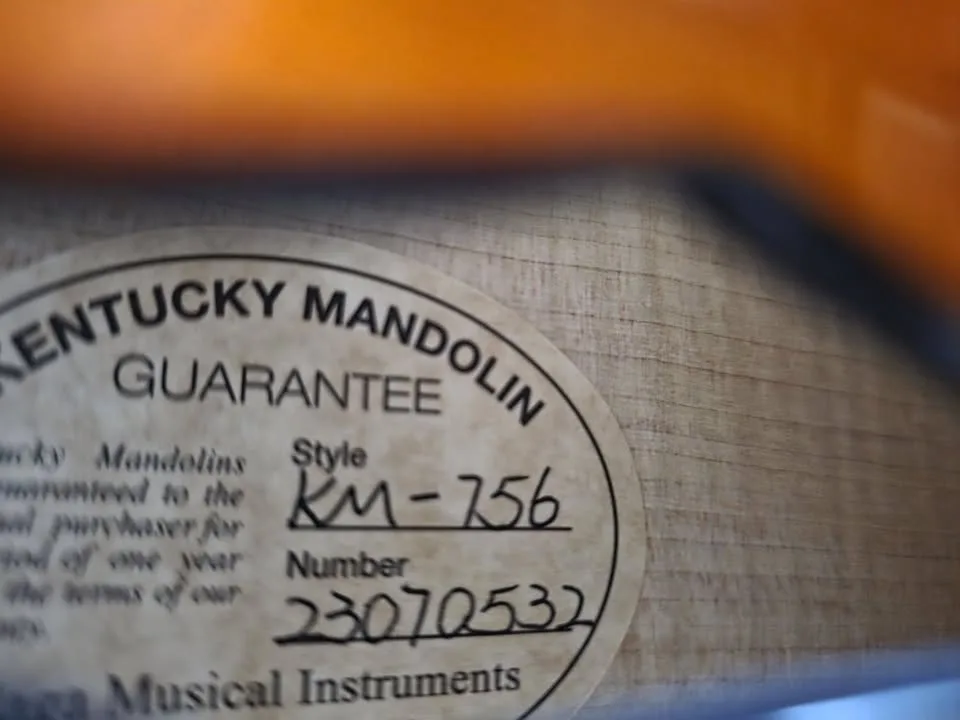 KENTUCKY MANDOLIN
GUARANTEE
Mandolins
guaranteed to the
purchaser for
of one year
the terms of our
Style
KM-756
Number
23070532
Musical Instruments